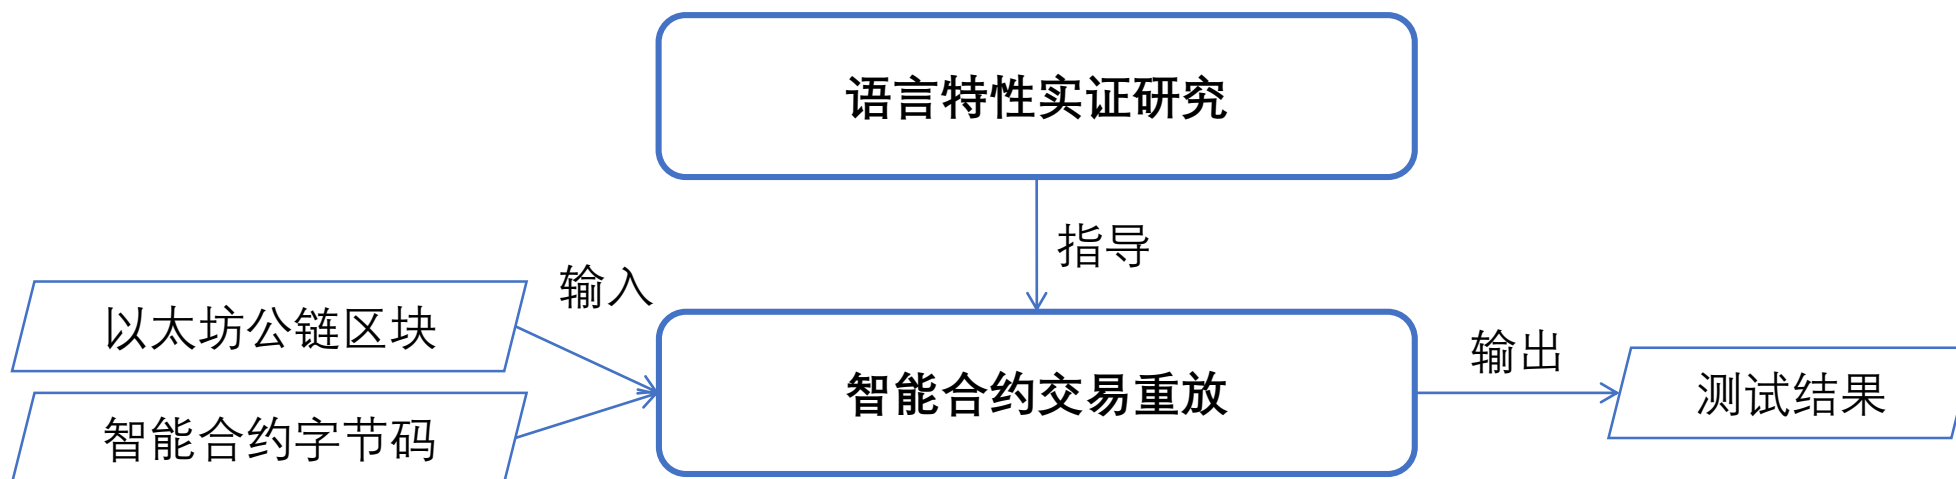 语言特性实证研究
指导
输入
以太坊公链区块
智能合约字节码
智能合约交易重放
输出
测试结果